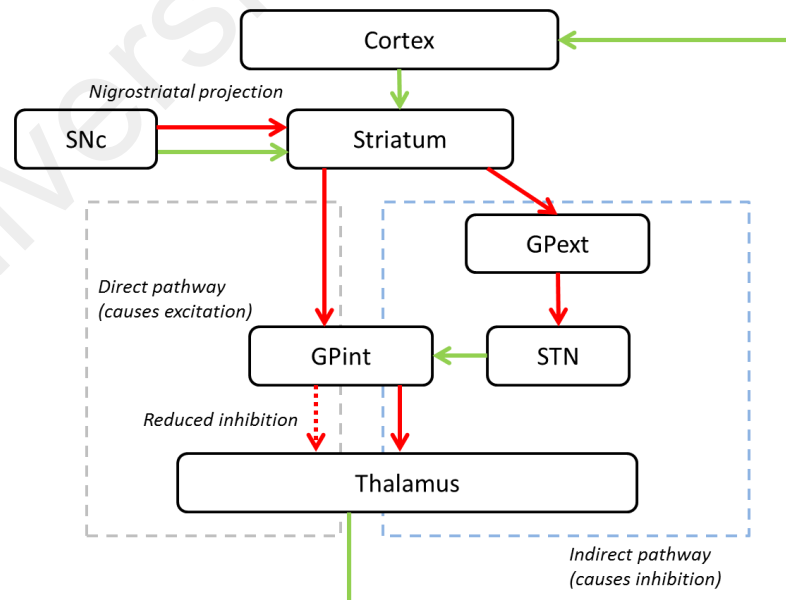 Cortex
Nigrostriatal projection
SNc
Striatum
GPext
Direct pathway
(causes excitation)
GPint
STN
Reduced inhibition
Thalamus
Indirect pathway
(causes inhibition)